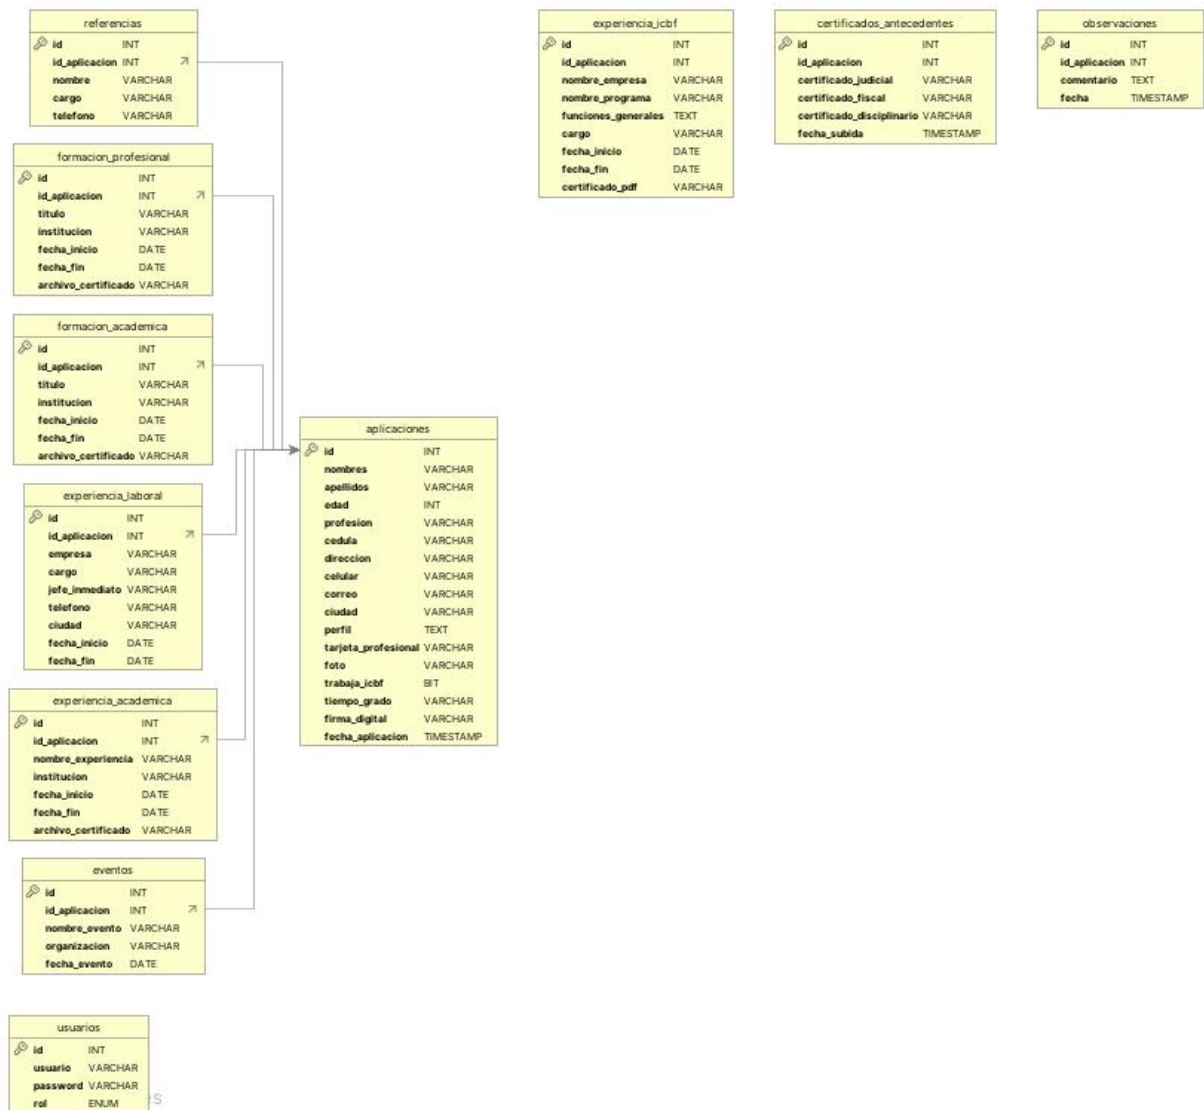 referencias
id INT
id_aplicacion INT
nombre VARCHAR
cargo VARCHAR
telefono VARCHAR
formacion_profesional
id INT
id_aplicacion INT
titulo VARCHAR
institucion VARCHAR
fecha_inicio DATE
fecha_fin DATE
archivo_certificado VARCHAR
formacion_academica
id INT
id_aplicacion INT
titulo VARCHAR
institucion VARCHAR
fecha_inicio DATE
fecha_fin DATE
archivo_certificado VARCHAR
experiencia_laboral
id INT
id_aplicacion INT
empresa VARCHAR
cargo VARCHAR
jefe_inmediato VARCHAR
telefono VARCHAR
ciudad VARCHAR
fecha_inicio DATE
fecha_fin DATE
experiencia_academica
id INT
id_aplicacion INT
nombre_experiencia VARCHAR
institucion VARCHAR
fecha_inicio DATE
fecha_fin DATE
archivo_certificado VARCHAR
eventos
id INT
id_aplicacion INT
nombre_evento VARCHAR
organizacion VARCHAR
fecha_evento DATE
usuarios
id INT
usuario VARCHAR
password VARCHAR
rol ENUM
aplicaciones
id INT
nombres VARCHAR
apellidos VARCHAR
edad INT
profesion VARCHAR
cedula VARCHAR
direccion VARCHAR
celular VARCHAR
correo VARCHAR
ciudad VARCHAR
perfil TEXT
tarjeta_profesional VARCHAR
foto VARCHAR
trabaja_icbf BIT
tiempo_grado VARCHAR
firma_digital VARCHAR
fecha_aplicacion TIMESTAMP
experiencia_icbf
id INT
id_aplicacion INT
nombre_empresa VARCHAR
nombre_programa VARCHAR
funciones_generales TEXT
cargo VARCHAR
fecha_inicio DATE
fecha_fin DATE
certificado_pdf VARCHAR
certificados_antecedentes
id INT
id_aplicacion INT
certificado_judicial VARCHAR
certificado_fiscal VARCHAR
certificado_disciplinario VARCHAR
fecha_subida TIMESTAMP
observaciones
id INT
id_aplicacion INT
comentario TEXT
fecha TIMESTAMP